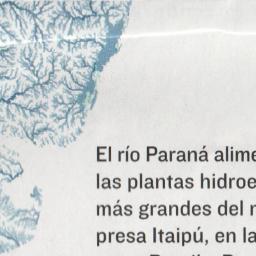 El río Paraná alime
las plantas hidroe
más grandes del
presa Itaipú, en la